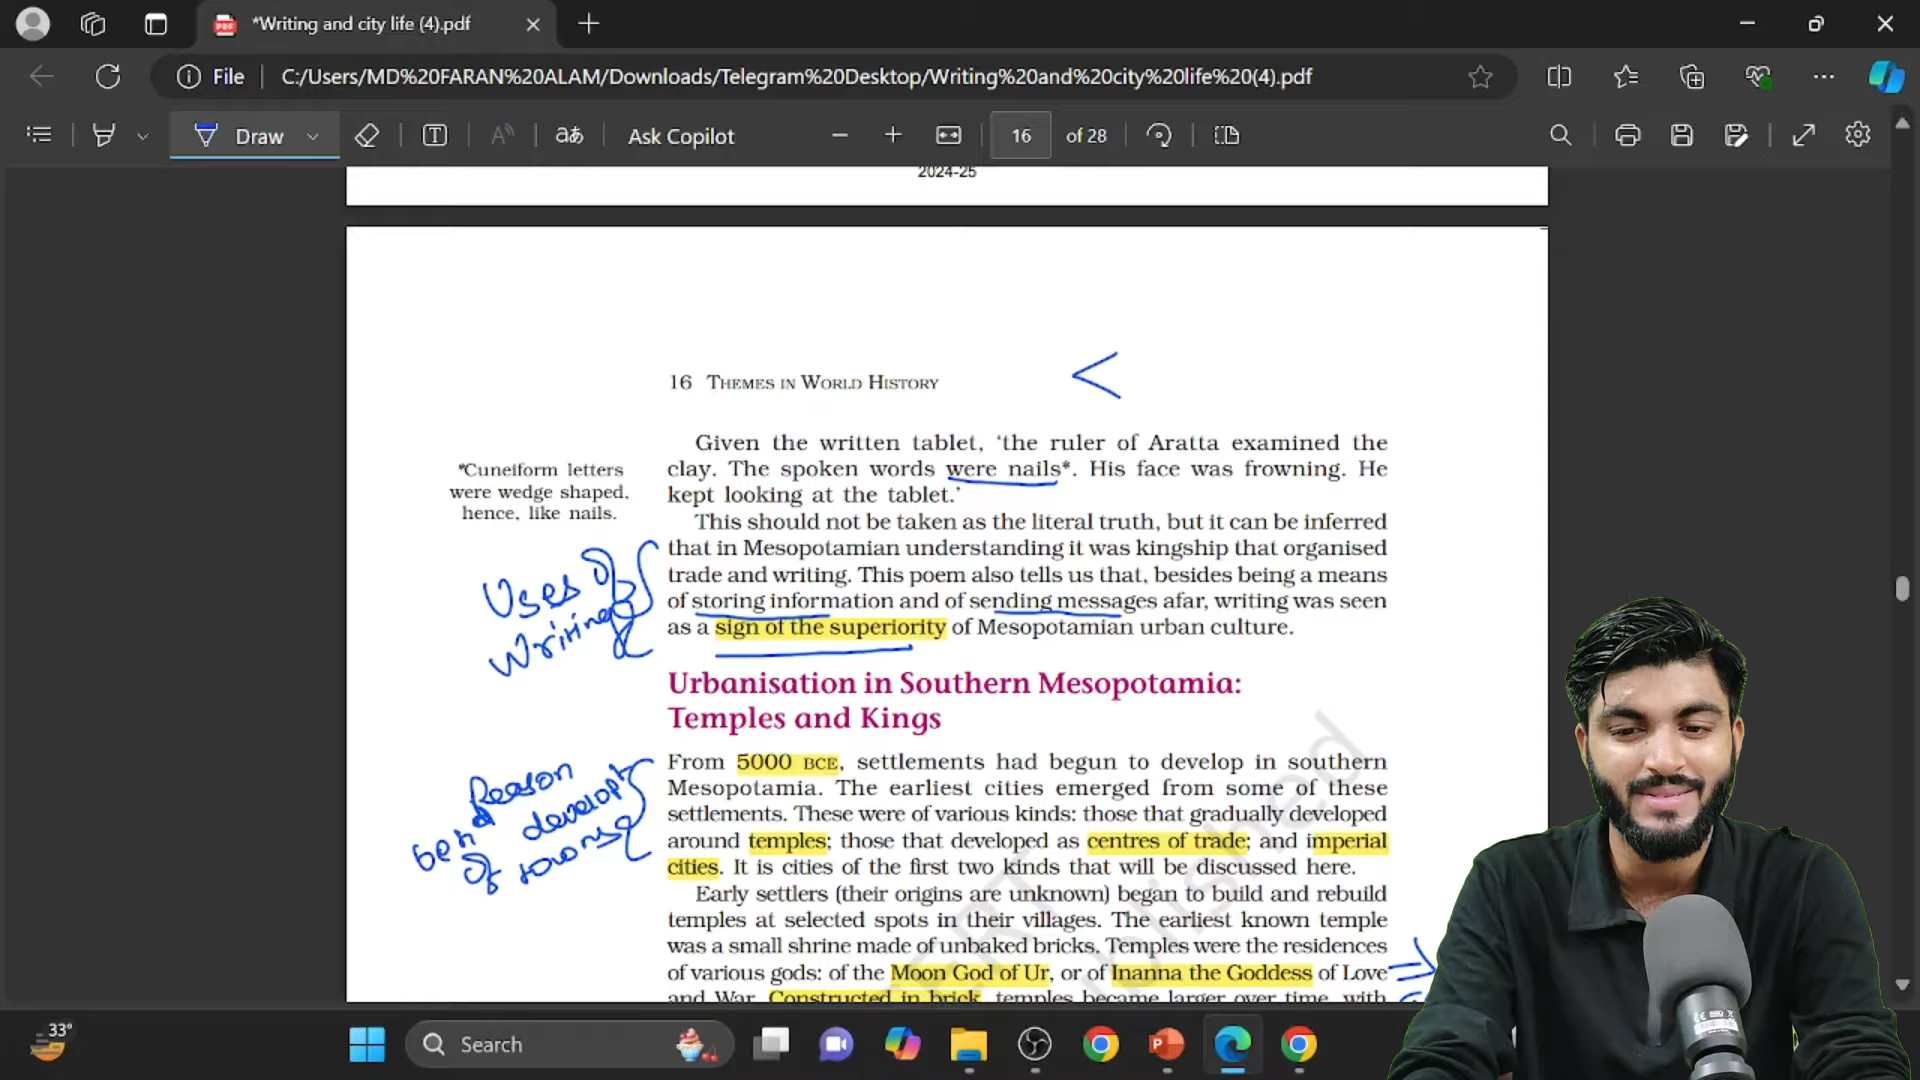 *Writing and city life (4).pdf
File C:/Users/MD%20FARAN%20ALAM/Downloads/Telegram%20Desktop/Writing%20and%20city%20life%20(4).pdf
Draw Ask Copilot 16 of 28
2024-25
16 THEMES IN WORLD HISTORY
Given the written tablet, ‘the ruler of Aratta examined the
clay. The spoken words were nails*. His face was frowning. He
kept looking at the tablet.’
*Cuneiform letters
were wedge shaped,
hence, like nails.
This should not be taken as the literal truth, but it can be inferred
that in Mesopotamian understanding it was kingship that organised
trade and writing. This poem also tells us that, besides being a means
of storing information and of sending messages afar, writing was seen
as a sign of the superiority of Mesopotamian urban culture.
Uses of
Writing
Urbanisation in Southern Mesopotamia:
Temples and Kings
From 5000 BCE, settlements had begun to develop in southern
Mesopotamia. The earliest cities emerged from some of these
settlements. These were of various kinds: those that gradually developed
around temples; those that developed as centres of trade; and imperial
cities. It is cities of the first two kinds that will be discussed here.
Reason
develop
of towns
Early settlers (their origins are unknown) began to build and rebuild
temples at selected spots in their villages. The earliest known temple
was a small shrine made of unbaked bricks. Temples were the residences
of various gods: of the Moon God of Ur, or of Inanna the Goddess of Love
and War. Constructed in brick, temples became larger over time, with
33°
Search